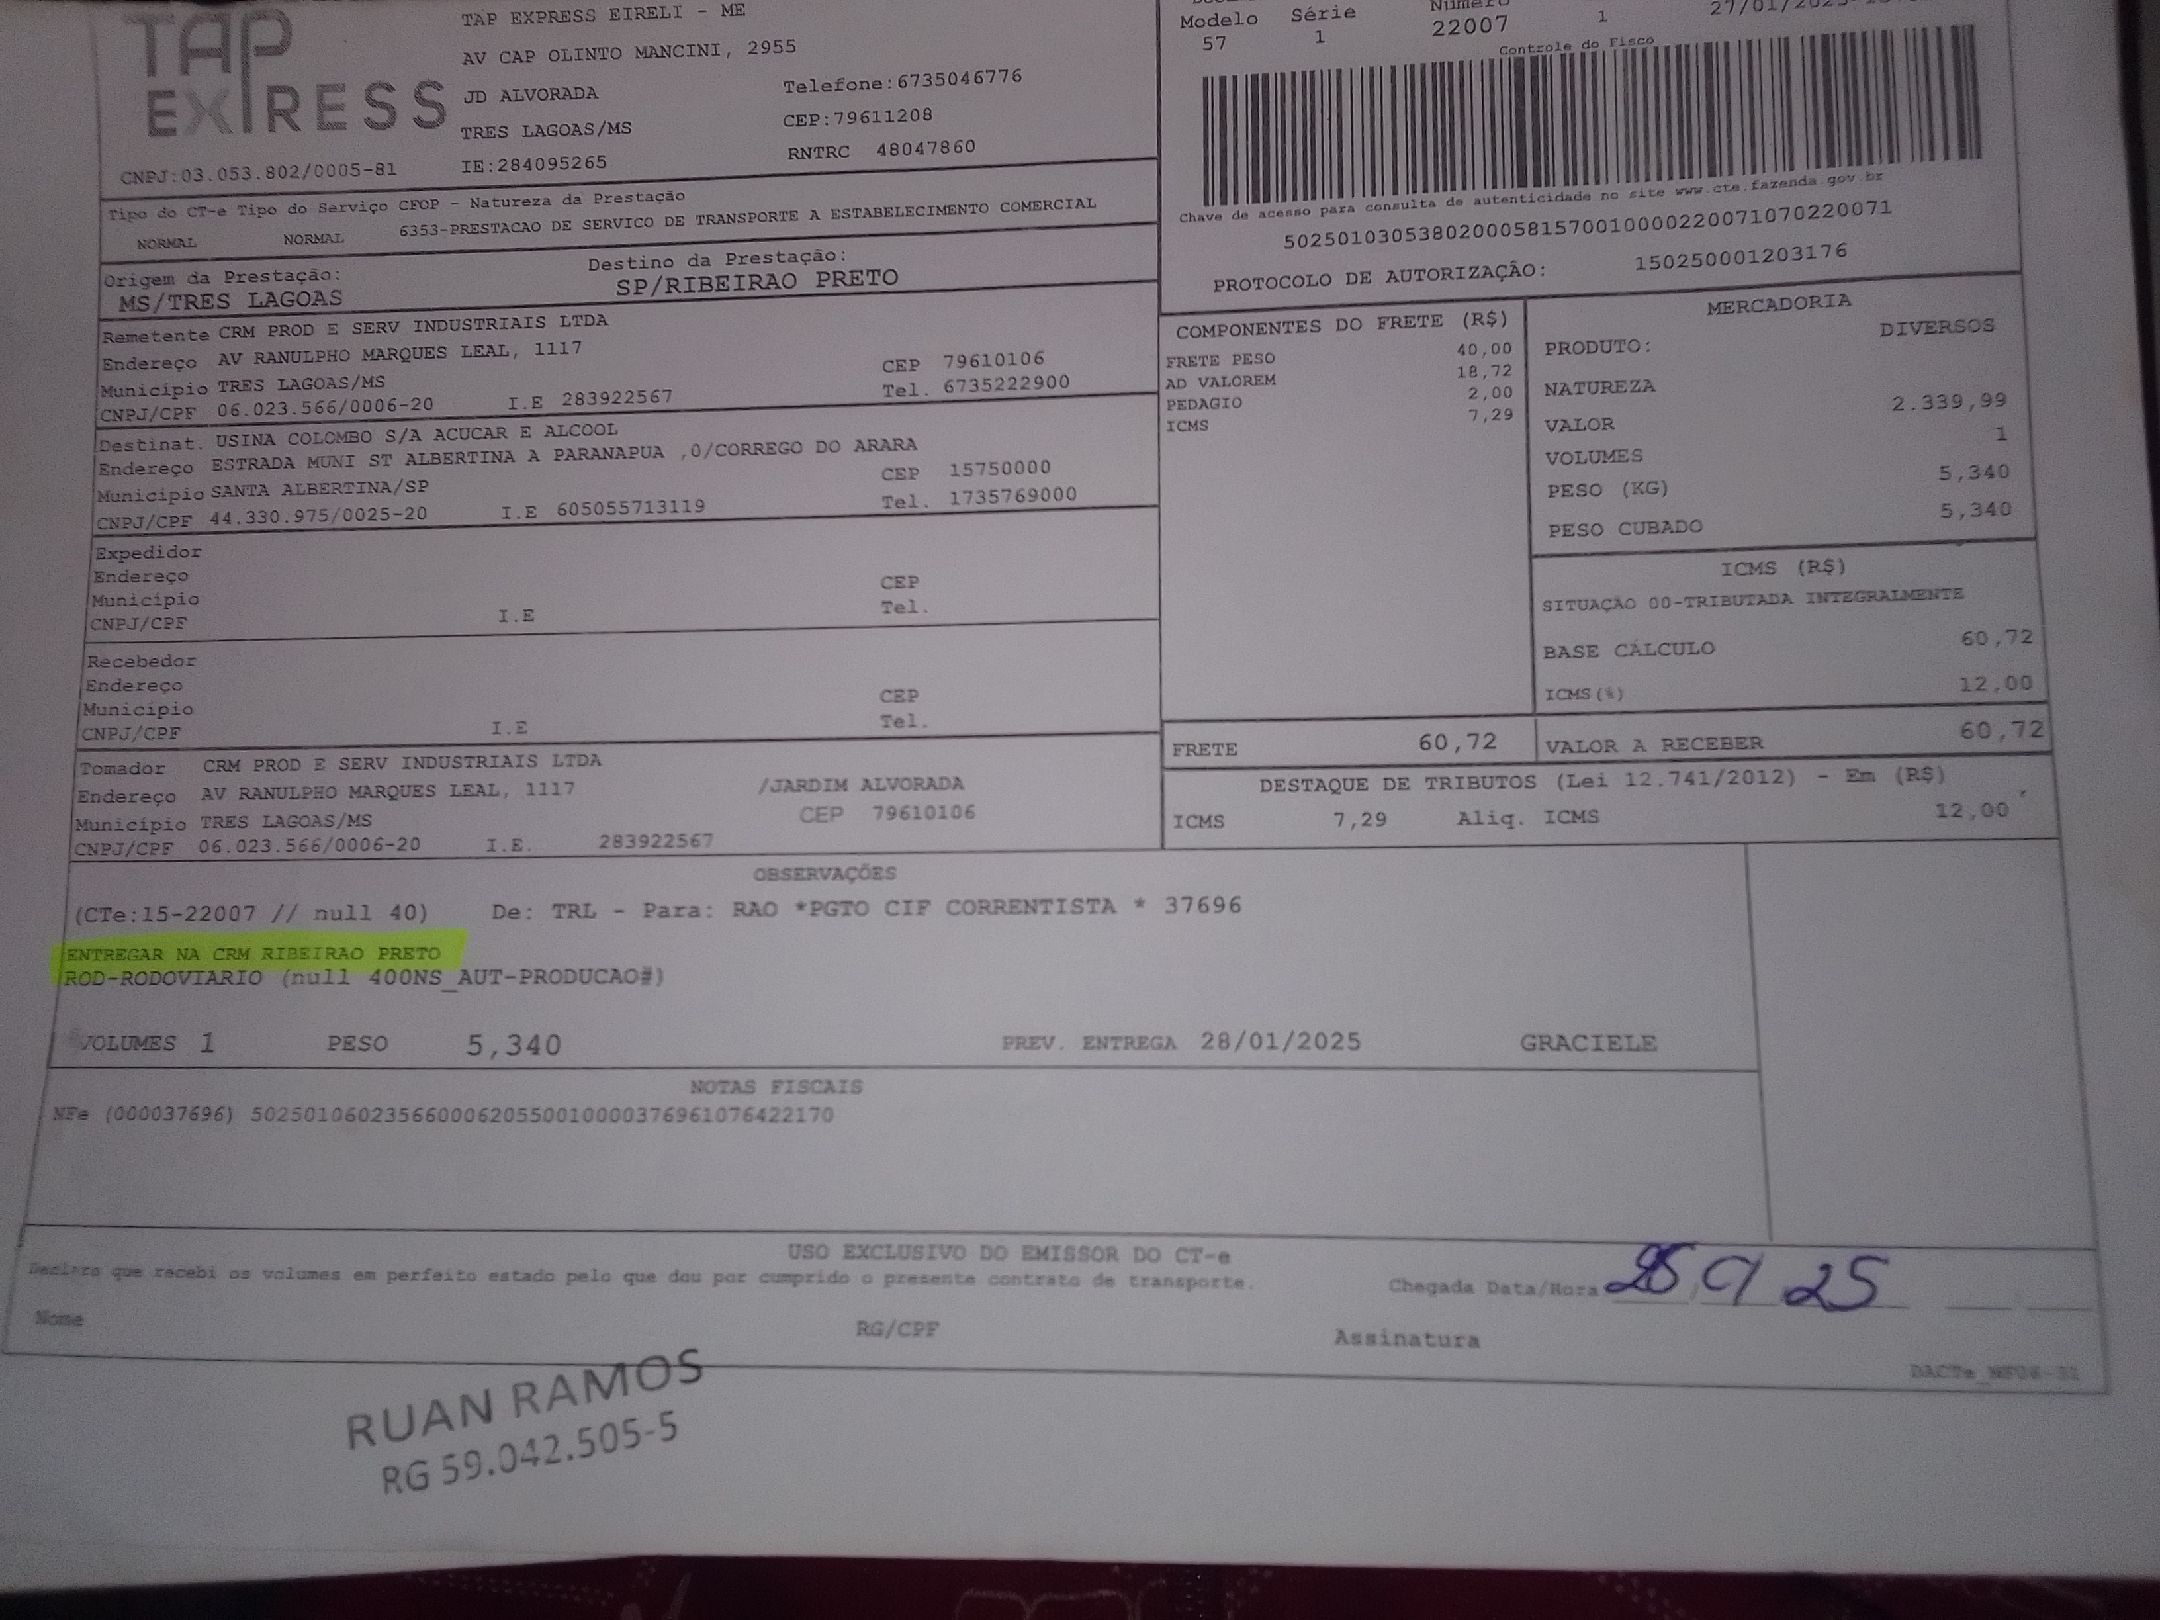 TAP EXPRESS
TAP EXPRESS EIRELI - ME
AV CAP OLINTO MANCINI, 2955
JD ALVORADA Telefone:6735046776
TRES LAGOAS/MS CEP:79611208
CNPJ:03.053.802/0005-81 IE:284095265 RNTRC 48047860
Modelo Série Número
57 1 22007 1
Controle do Fisco
Chave de acesso para consulta de autenticidade no site www.cte.fazenda.gov.br
50250103053802000581570010000220071070220071
PROTOCOLO DE AUTORIZAÇÃO: 150250001203176
Tipo do CT-e Tipo do Serviço CFOP - Natureza da Prestação
NORMAL NORMAL 6353-PRESTACAO DE SERVICO DE TRANSPORTE A ESTABELECIMENTO COMERCIAL
Origem da Prestação: Destino da Prestação:
MS/TRES LAGOAS SP/RIBEIRAO PRETO
Remetente CRM PROD E SERV INDUSTRIAIS LTDA
Endereço AV RANULPHO MARQUES LEAL, 1117 CEP 79610106
Município TRES LAGOAS/MS Tel. 6735222900
CNPJ/CPF 06.023.566/0006-20 I.E 283922567
Destinat. USINA COLOMBO S/A ACUCAR E ALCOOL
Endereço ESTRADA MUNI ST ALBERTINA A PARANAPUA ,0/CORREGO DO ARARA
Município SANTA ALBERTINA/SP CEP 15750000
CNPJ/CPF 44.330.975/0025-20 I.E 605055713119 Tel. 1735769000
Expedidor
Endereço CEP
Município Tel.
CNPJ/CPF I.E
Recebedor
Endereço CEP
Município Tel.
CNPJ/CPF I.E
Tomador CRM PROD E SERV INDUSTRIAIS LTDA
Endereço AV RANULPHO MARQUES LEAL, 1117 /JARDIM ALVORADA
Município TRES LAGOAS/MS CEP 79610106
CNPJ/CPF 06.023.566/0006-20 I.E. 283922567
COMPONENTES DO FRETE (R$)
FRETE PESO 40,00
AD VALOREM 18,72
PEDAGIO 2,00
ICMS 7,29
MERCADORIA
PRODUTO: DIVERSOS
NATUREZA
VALOR 2.339,99
VOLUMES 1
PESO (KG) 5,340
PESO CUBADO 5,340
ICMS (R$)
SITUAÇÃO 00-TRIBUTADA INTEGRALMENTE
BASE CÁLCULO 60,72
ICMS(%) 12,00
FRETE 60,72 VALOR A RECEBER 60,72
DESTAQUE DE TRIBUTOS (Lei 12.741/2012) - Em (R$)
ICMS 7,29 Aliq. ICMS 12,00
OBSERVAÇÕES
(CTe:15-22007 // null 40) De: TRL - Para: RAO *PGTO CIF CORRENTISTA * 37696
ENTREGAR NA CRM RIBEIRAO PRETO
ROD-RODOVIARIO (null 400NS_AUT-PRODUCAO#)
VOLUMES 1 PESO 5,340 PREV. ENTREGA 28/01/2025 GRACIELE
NOTAS FISCAIS
NFe (000037696) 50250106023566000620550010000376961076422170
USO EXCLUSIVO DO EMISSOR DO CT-e
Declaro que recebi os volumes em perfeito estado pelo que dou por cumprido o presente contrato de transporte.
Chegada Data/Hora 25
Nome RG/CPF Assinatura
RUAN RAMOS
RG 59.042.505-5